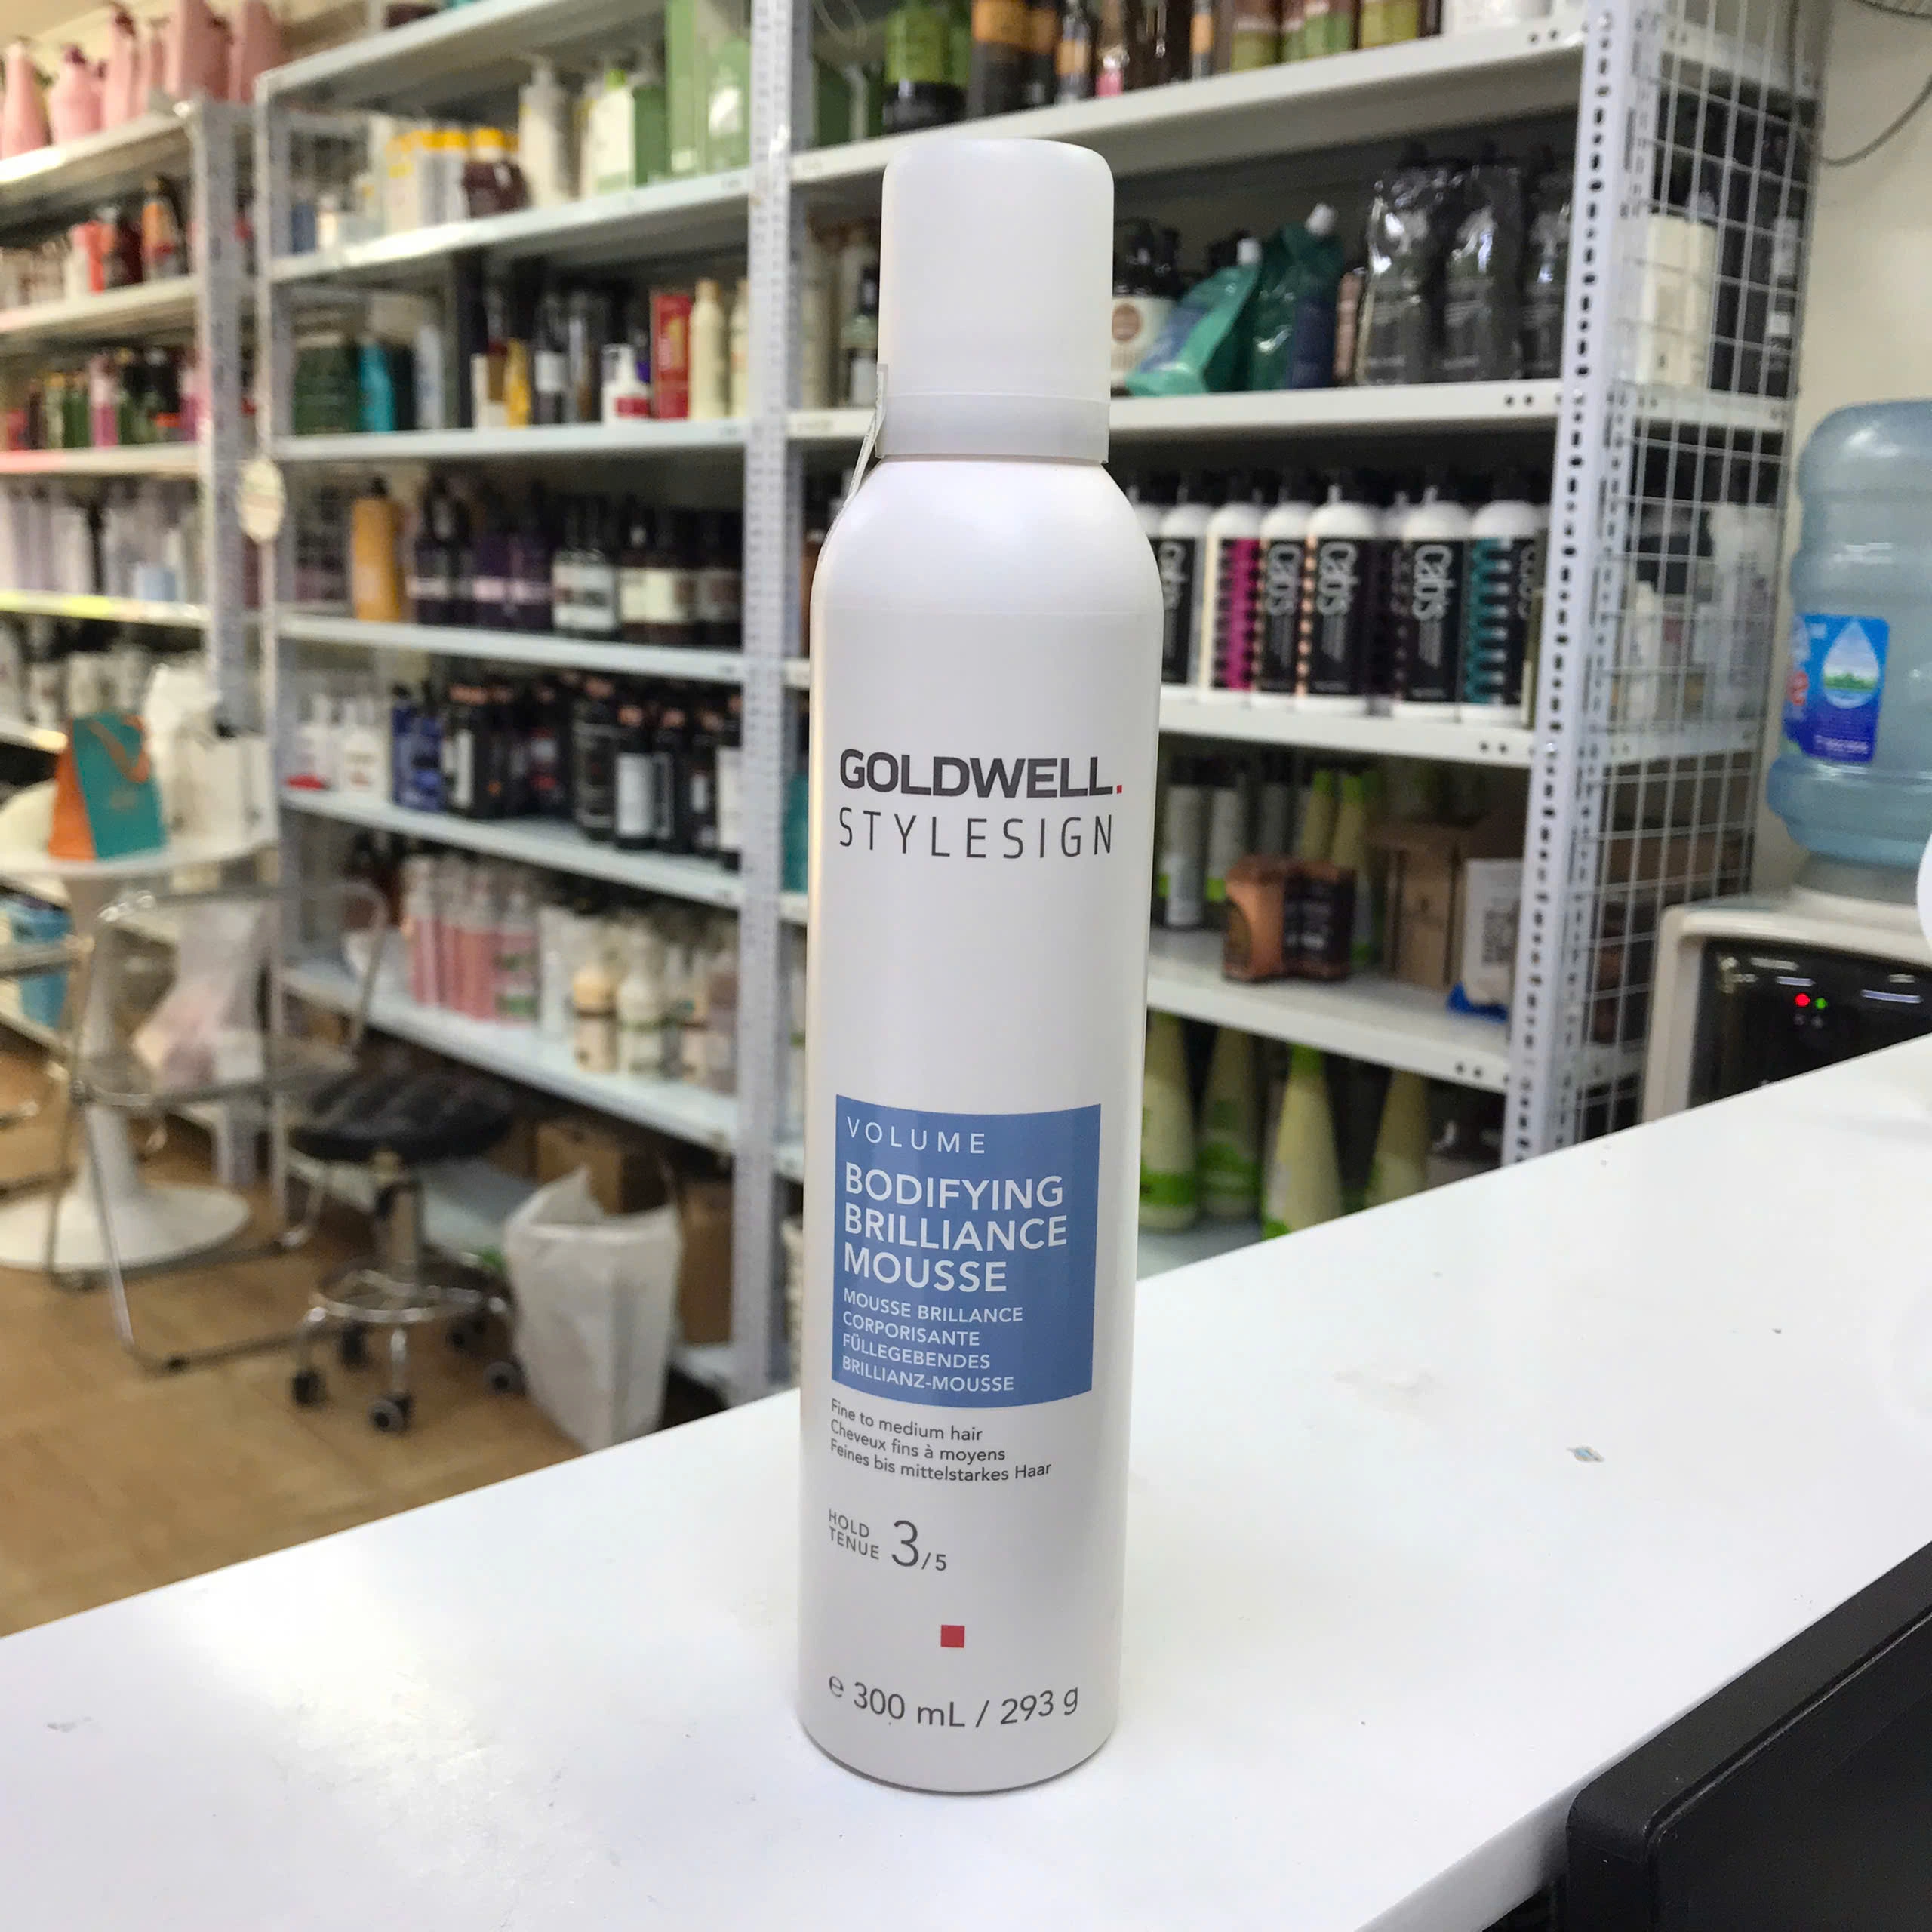 GOLDWELL.
STYLESIGN
VOLUME
BODIFYING
BRILLIANCE
MOUSSE
MOUSSE BRILLANCE
CORPORISANTE
FÜLLEGEBENDES
BRILLIANZ-MOUSSE
Fine to medium hair
Cheveux fins à moyens
Feines bis mittelstarkes Haar
HOLD
TENUE 3/5
℮ 300 mL / 293 g